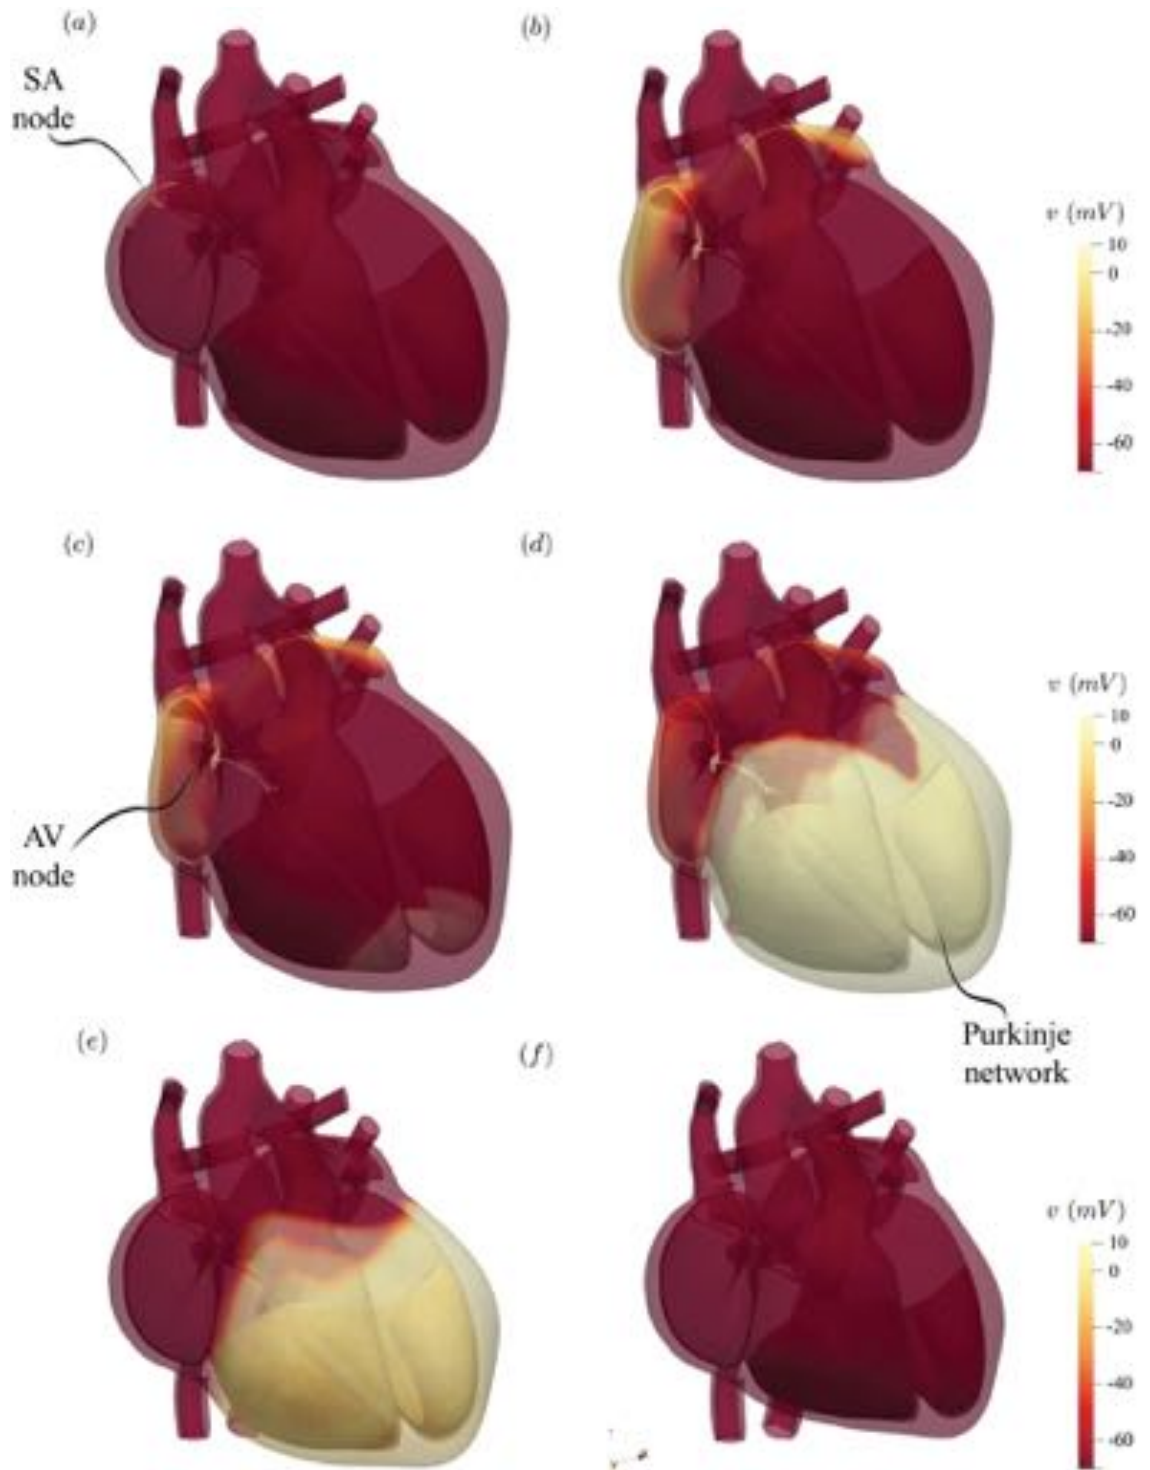 (a)
(b)
SA
node
v (mV)
10
0
-20
-40
-60
(c)
(d)
AV
node
v (mV)
10
0
-20
-40
-60
Purkinje
network
(e)
(f)
v (mV)
10
0
-20
-40
-60